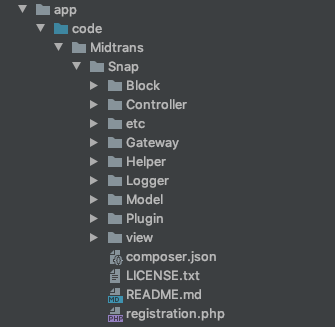 app
code
Midtrans
Snap
Block
Controller
etc
Gateway
Helper
Logger
Model
Plugin
view
composer.json
LICENSE.txt
README.md
registration.php